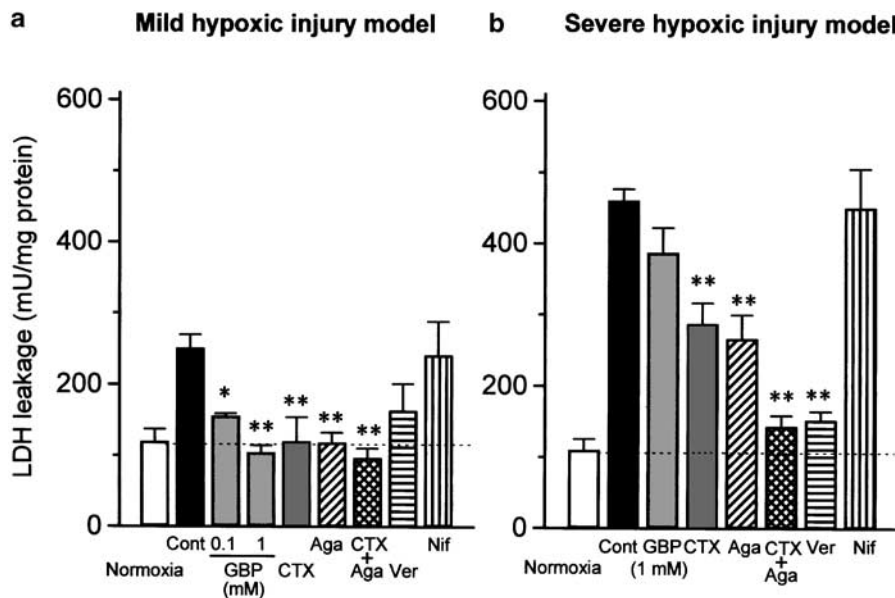 a Mild hypoxic injury model
LDH leakage (mU/mg protein)
600
400
200
0
*
**
**
**
**
Cont 0.1 1 Aga CTX Nif
+
Normoxia GBP CTX Aga Ver
(mM)
b Severe hypoxic injury model
600
400
200
0
**
**
**
**
Cont GBP CTX Aga CTX Ver Nif
Normoxia (1 mM) +
Aga